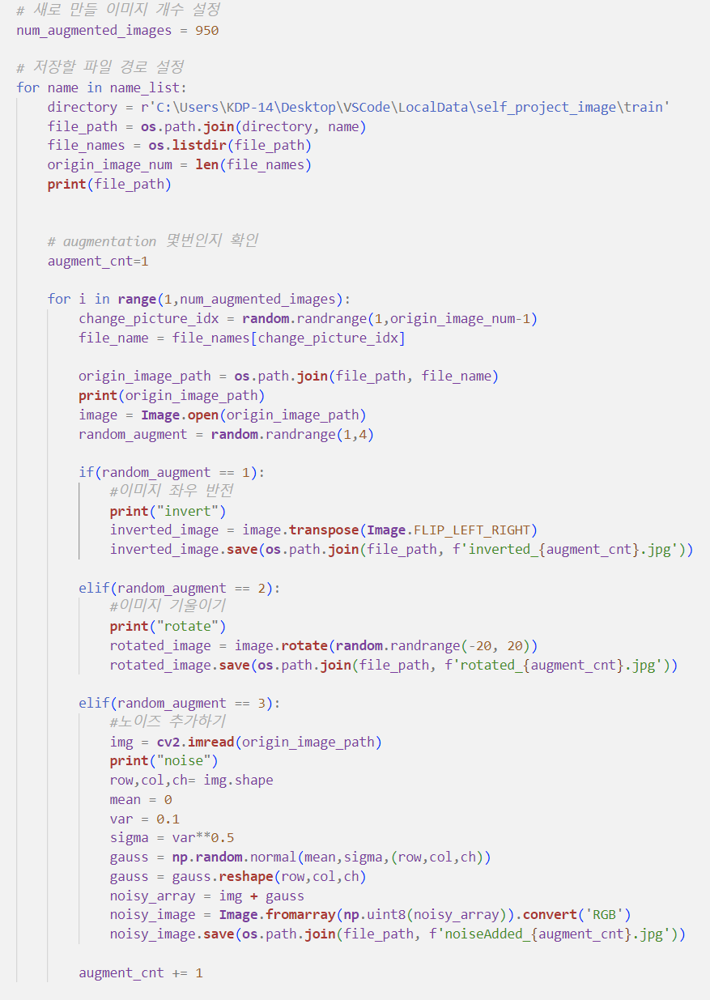 # 새로 만들 이미지 개수 설정
num_augmented_images = 950
# 저장할 파일 경로 설정
for name in name_list:
directory = r'C:\Users\KDP-14\Desktop\VSCode\LocalData\self_project_image\train'
file_path = os.path.join(directory, name)
file_names = os.listdir(file_path)
origin_image_num = len(file_names)
print(file_path)
# augmentation 몇번인지 확인
augment_cnt=1
for i in range(1,num_augmented_images):
change_picture_idx = random.randrange(1,origin_image_num-1)
file_name = file_names[change_picture_idx]
origin_image_path = os.path.join(file_path, file_name)
print(origin_image_path)
image = Image.open(origin_image_path)
random_augment = random.randrange(1,4)
if(random_augment == 1):
#이미지 좌우 반전
print("invert")
inverted_image = image.transpose(Image.FLIP_LEFT_RIGHT)
inverted_image.save(os.path.join(file_path, f'inverted_{augment_cnt}.jpg'))
elif(random_augment == 2):
#이미지 기울이기
print("rotate")
rotated_image = image.rotate(random.randrange(-20, 20))
rotated_image.save(os.path.join(file_path, f'rotated_{augment_cnt}.jpg'))
elif(random_augment == 3):
#노이즈 추가하기
img = cv2.imread(origin_image_path)
print("noise")
row,col,ch= img.shape
mean = 0
var = 0.1
sigma = var**0.5
gauss = np.random.normal(mean,sigma,(row,col,ch))
gauss = gauss.reshape(row,col,ch)
noisy_array = img + gauss
noisy_image = Image.fromarray(np.uint8(noisy_array)).convert('RGB')
noisy_image.save(os.path.join(file_path, f'noiseAdded_{augment_cnt}.jpg'))
augment_cnt += 1